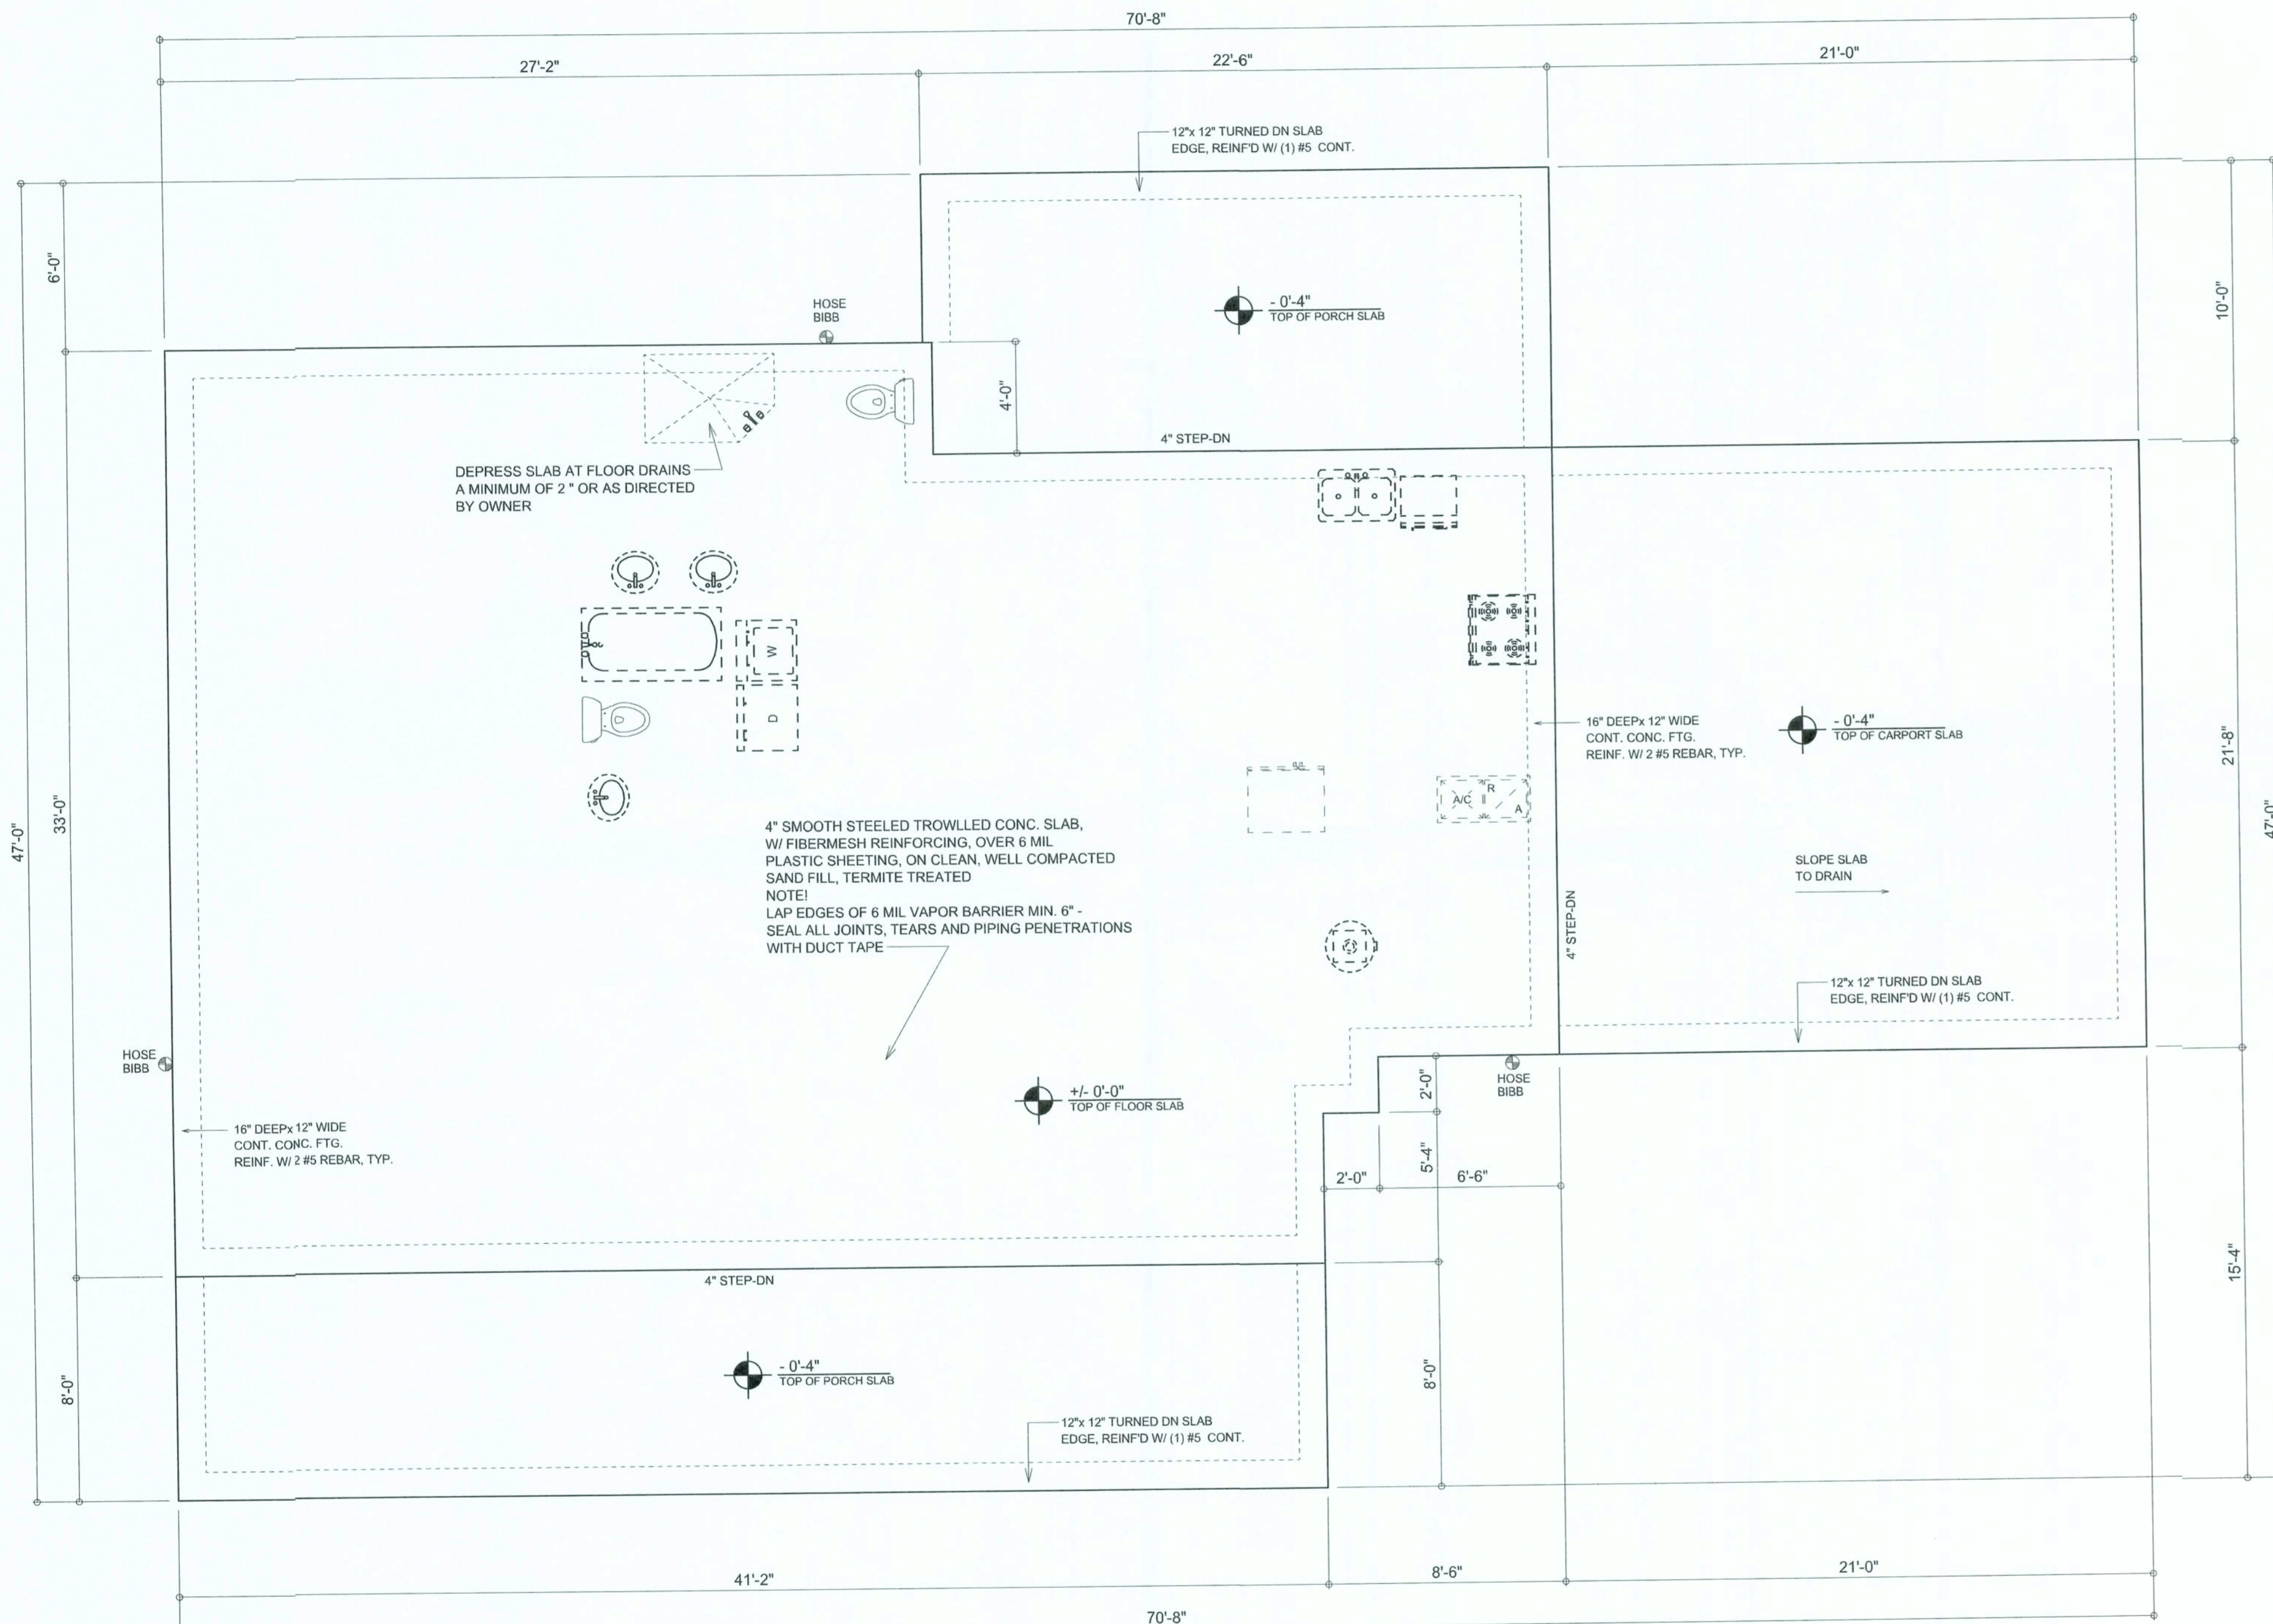 70'-8"
27'-2"
22'-6"
21'-0"
12"x 12" TURNED DN SLAB
EDGE, REINF'D W/ (1) #5  CONT.
6'-0"
10'-0"
HOSE
BIBB
- 0'-4"
TOP OF PORCH SLAB
4'-0"
4" STEP-DN
DEPRESS SLAB AT FLOOR DRAINS
A MINIMUM OF 2 " OR AS DIRECTED
BY OWNER
W
D
16" DEEPx 12" WIDE
CONT. CONC. FTG.
REINF. W/ 2 #5 REBAR, TYP.
- 0'-4"
TOP OF CARPORT SLAB
21'-8"
47'-0"
33'-0"
47'-0"
A/C
R
A
4" SMOOTH STEELED TROWLLED CONC. SLAB,
W/ FIBERMESH REINFORCING, OVER 6 MIL
PLASTIC SHEETING, ON CLEAN, WELL COMPACTED
SAND FILL, TERMITE TREATED
NOTE!
LAP EDGES OF 6 MIL VAPOR BARRIER MIN. 6" -
SEAL ALL JOINTS, TEARS AND PIPING PENETRATIONS
WITH DUCT TAPE
SLOPE SLAB
TO DRAIN
4" STEP-DN
12"x 12" TURNED DN SLAB
EDGE, REINF'D W/ (1) #5  CONT.
HOSE
BIBB
HOSE
BIBB
+/- 0'-0"
TOP OF FLOOR SLAB
2'-0"
16" DEEPx 12" WIDE
CONT. CONC. FTG.
REINF. W/ 2 #5 REBAR, TYP.
5'-4"
2'-0"
6'-6"
15'-4"
4" STEP-DN
- 0'-4"
TOP OF PORCH SLAB
8'-0"
8'-0"
12"x 12" TURNED DN SLAB
EDGE, REINF'D W/ (1) #5  CONT.
41'-2"
8'-6"
21'-0"
70'-8"